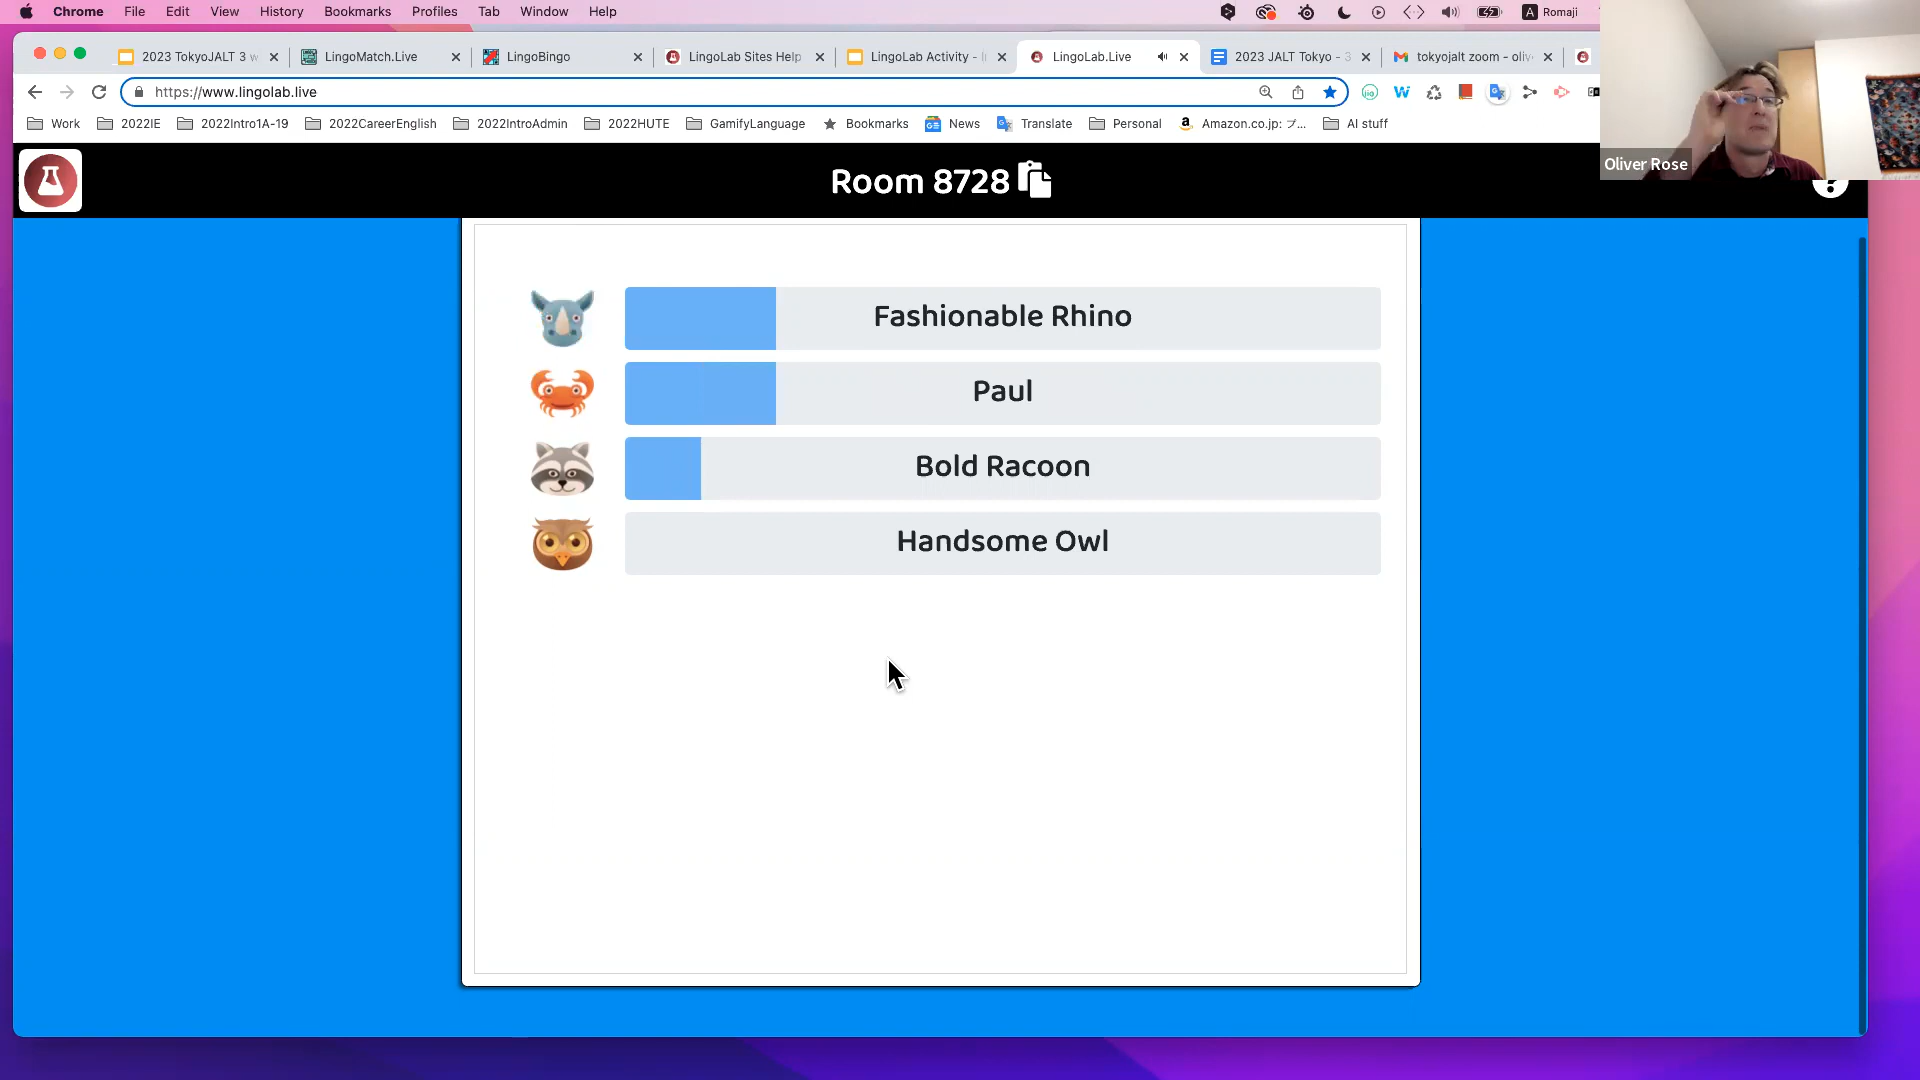 Chrome File Edit View History Bookmarks Profiles Tab Window Help A Romaji
2023 TokyoJALT 3 w LingoMatch.Live LingoBingo LingoLab Sites Help LingoLab Activity - LingoLab.Live 2023 JALT Tokyo - 3 tokyojalt zoom - oliv
https://www.lingolab.live
Work 2022IE 2022Intro1A-19 2022CareerEnglish 2022IntroAdmin 2022HUTE GamifyLanguage Bookmarks News Translate Personal Amazon.co.jp: プ... AI stuff
Oliver Rose
Room 8728
Fashionable Rhino
Paul
Bold Racoon
Handsome Owl